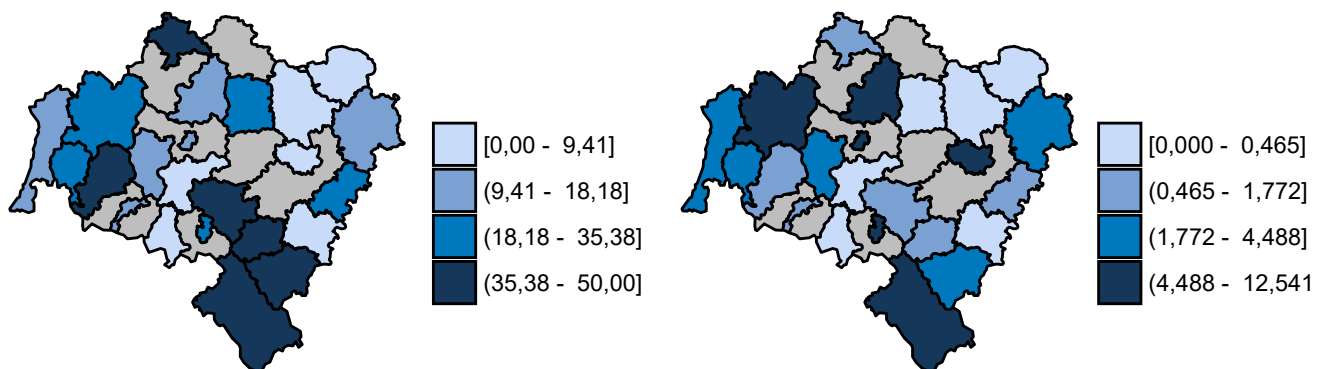 [0,00 - 9,41]
(9,41 - 18,18]
(18,18 - 35,38]
(35,38 - 50,00]
[0,000 - 0,465]
(0,465 - 1,772]
(1,772 - 4,488]
(4,488 - 12,541